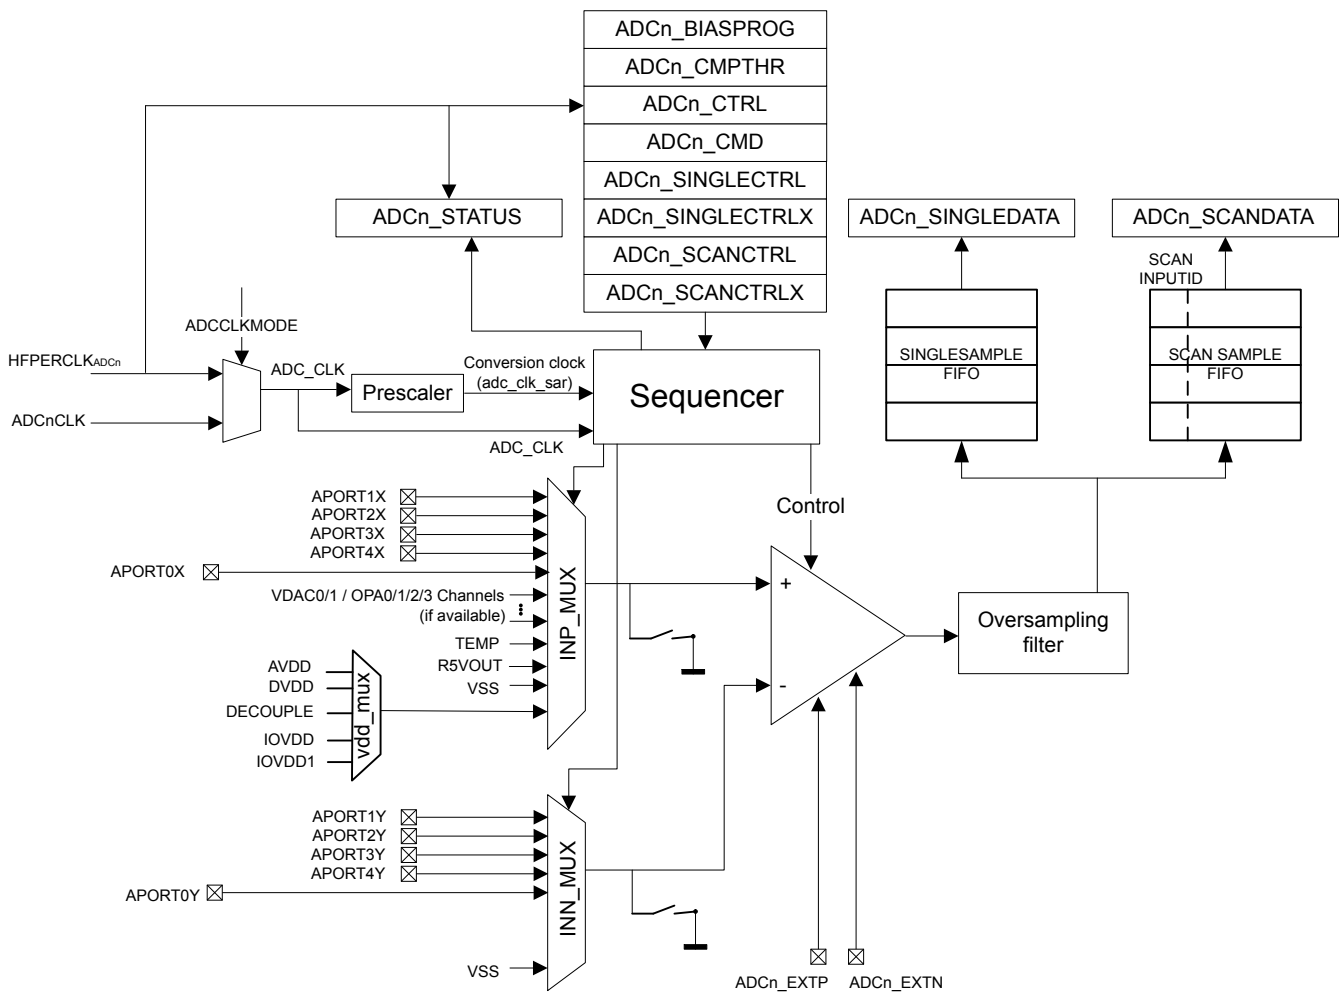 ADCn_BIASPROG
ADCn_CMPTHR
ADCn_CTRL
ADCn_CMD
ADCn_SINGLECTRL
ADCn_SINGLECTRLX
ADCn_SCANCTRL
ADCn_SCANCTRLX
ADCn_STATUS
ADCn_SINGLEDATA
ADCn_SCANDATA
SCAN
INPUTID
SINGLESAMPLE
FIFO
SCAN SAMPLE
FIFO
ADCCLKMODE
HFPERCLKADCn
ADCnCLK
ADC_CLK
Prescaler
Conversion clock
(adc_clk_sar)
Sequencer
ADC_CLK
Control
APORT1X
APORT2X
APORT3X
APORT4X
APORT0X
VDAC0/1 / OPA0/1/2/3 Channels
(if available)
TEMP
R5VOUT
VSS
INP_MUX
AVDD
DVDD
DECOUPLE
IOVDD
IOVDD1
vdd_mux
+
-
Oversampling
filter
APORT1Y
APORT2Y
APORT3Y
APORT4Y
APORT0Y
VSS
INN_MUX
ADCn_EXTP
ADCn_EXTN